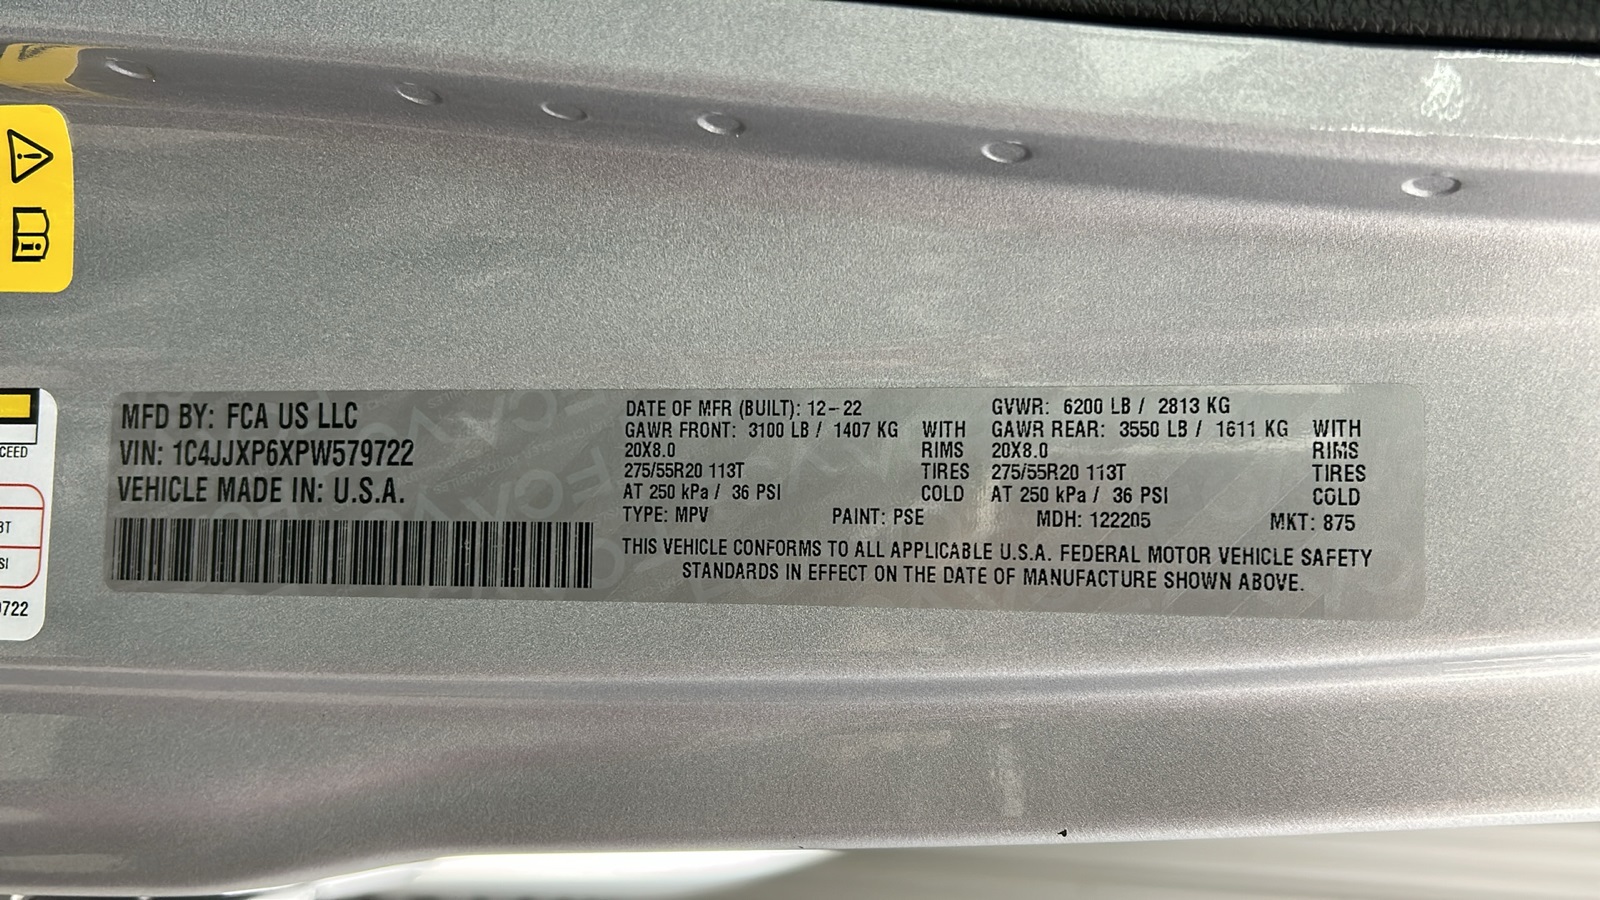 MFD BY: FCA US LLC
VIN: 1C4JJXP6XPW579722
VEHICLE MADE IN: U.S.A.
DATE OF MFR (BUILT): 12-22 GVWR: 6200 LB / 2813 KG
GAWR FRONT: 3100 LB / 1407 KG WITH GAWR REAR: 3550 LB / 1611 KG WITH
20X8.0 RIMS 20X8.0 RIMS
275/55R20 113T TIRES 275/55R20 113T TIRES
AT 250 kPa / 36 PSI COLD AT 250 kPa / 36 PSI COLD
TYPE: MPV PAINT: PSE MDH: 122205 MKT: 875
THIS VEHICLE CONFORMS TO ALL APPLICABLE U.S.A. FEDERAL MOTOR VEHICLE SAFETY
STANDARDS IN EFFECT ON THE DATE OF MANUFACTURE SHOWN ABOVE.